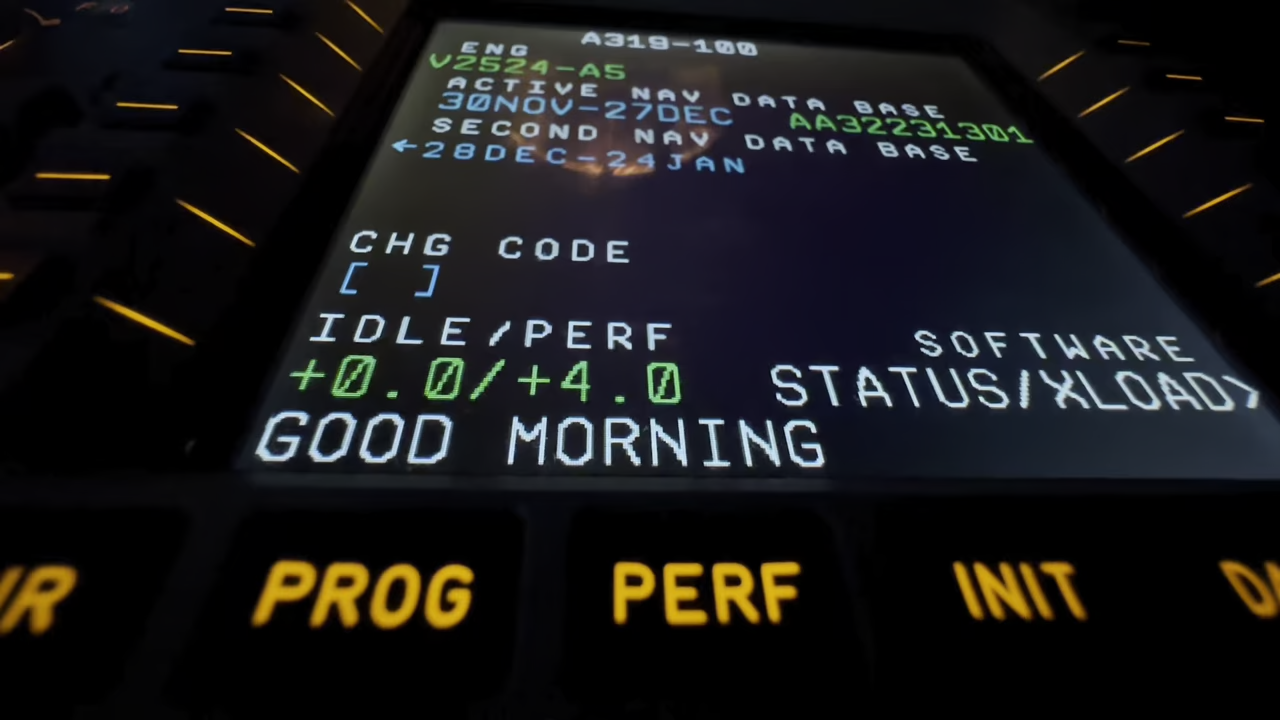 A319-100
ENG
V2524-A5
ACTIVE NAV DATA BASE
30NOV-27DEC AA32231301
SECOND NAV DATA BASE
←28DEC-24JAN
CHG CODE
[ ]
IDLE/PERF SOFTWARE
+0.0/+4.0 STATUS/XLOAD>
GOOD MORNING
PROG PERF INIT